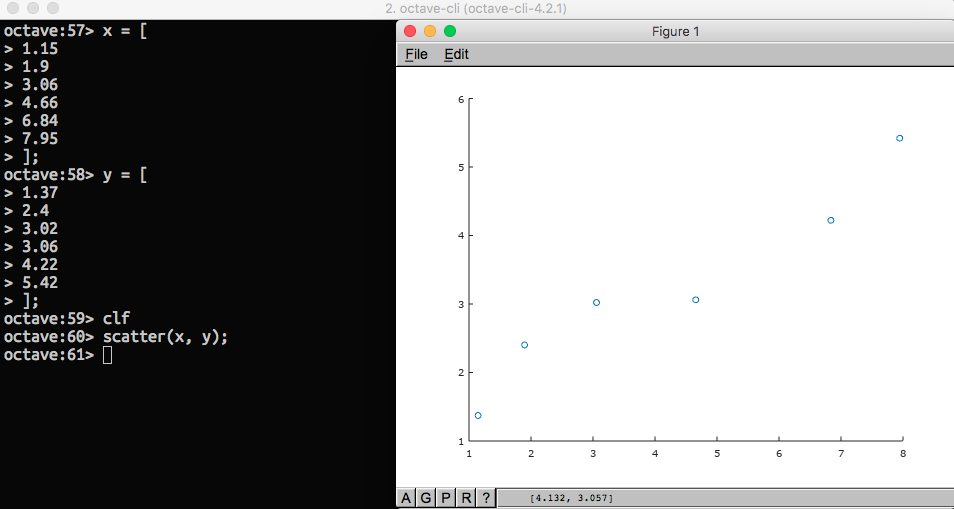 2. octave-cli (octave-cli-4.2.1)
octave:57> x = [
> 1.15
> 1.9
> 3.06
> 4.66
> 6.84
> 7.95
> ];
octave:58> y = [
> 1.37
> 2.4
> 3.02
> 3.06
> 4.22
> 5.42
> ];
octave:59> clf
octave:60> scatter(x, y);
octave:61>
Figure 1
File Edit
6
5
4
3
2
1
1 2 3 4 5 6 7 8
A G P R ? [4.132, 3.057]